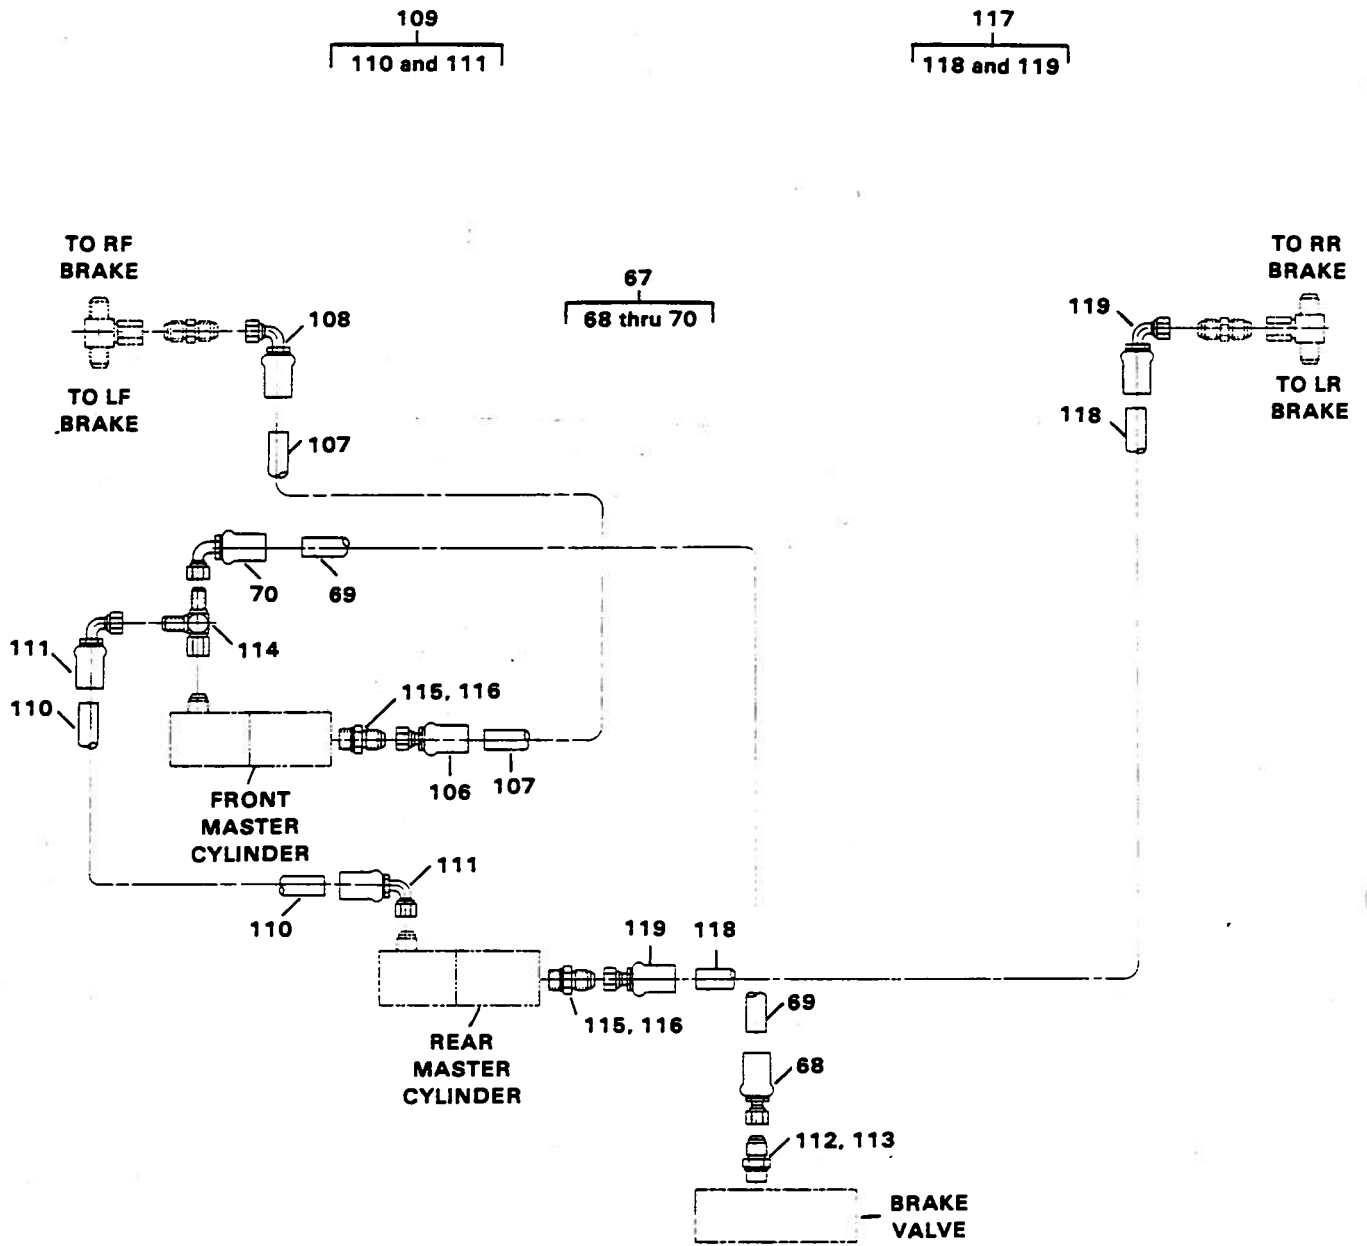 109
110 and 111
117
118 and 119
TO RF
BRAKE
TO LF
BRAKE
108
107
67
68 thru 70
TO RR
BRAKE
TO LR
BRAKE
119
118
70
69
114
111
110
115, 116
106
107
FRONT
MASTER
CYLINDER
111
110
119
118
115, 116
REAR
MASTER
CYLINDER
69
68
112, 113
BRAKE
VALVE